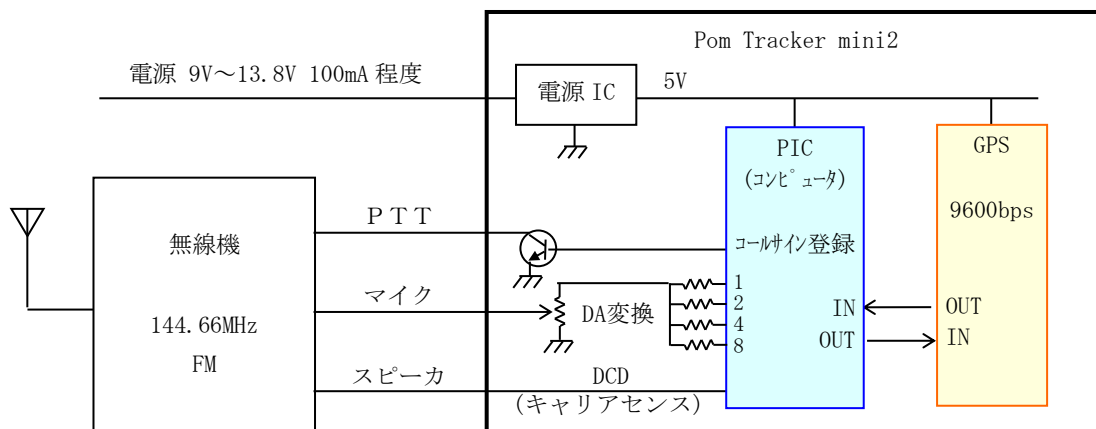 Pom Tracker mini2
電源 9V～13.8V 100mA 程度
電源 IC
5V
PIC
(ｺﾝﾋﾟｭｰﾀ)
GPS
9600bps
ＰＴＴ
無線機
ｺｰﾙｻｲﾝ登録
マイク
DA変換
1
2
4
8
IN
OUT
OUT
IN
144.66MHz
FM
スピーカ
DCD
(キャリアセンス)